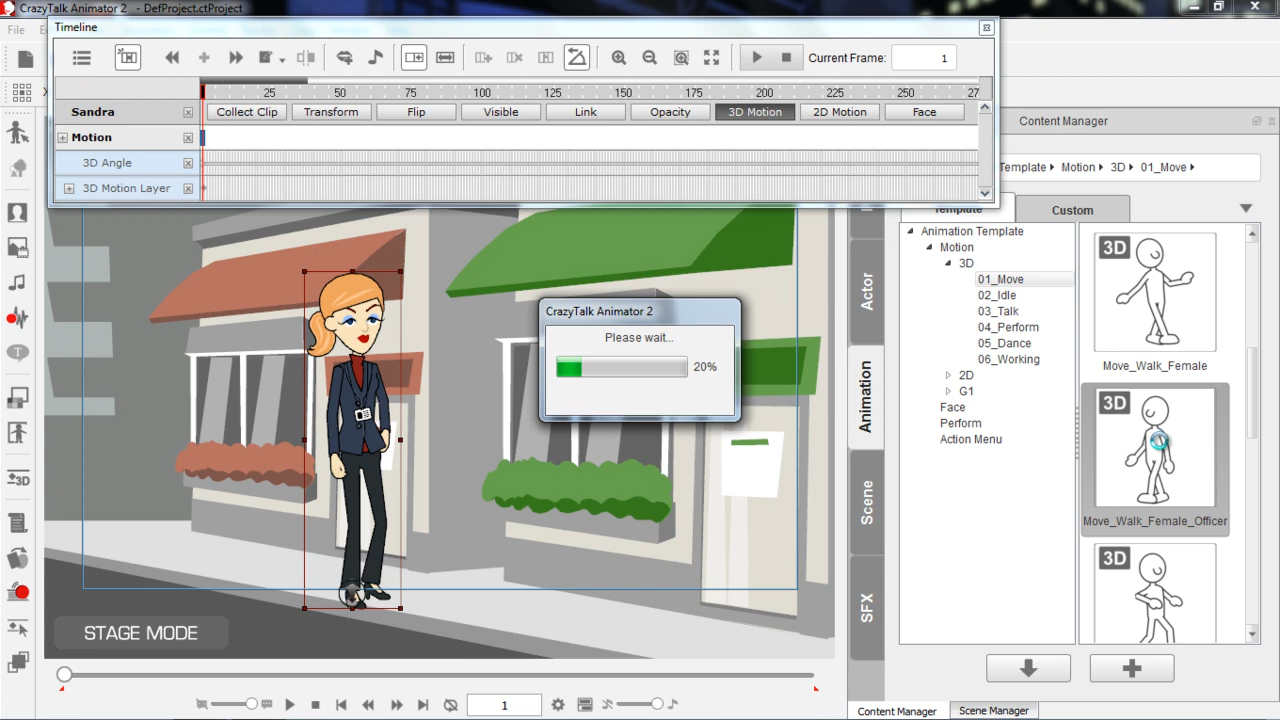 CrazyTalk Animator 2 - DefProject.ctProject
File
Timeline
Current Frame: 1
25 50 75 100 125 150 175 200 225 250 27
Sandra Collect Clip Transform Flip Visible Link Opacity 3D Motion 2D Motion Face
Motion
3D Angle
3D Motion Layer
Content Manager
Template Motion 3D 01_Move
Template Custom
Animation Template
Motion
3D
01_Move
02_Idle
03_Talk
04_Perform
05_Dance
06_Working
2D
G1
Face
Perform
Action Menu
3D
Move_Walk_Female
3D
Move_Walk_Female_Officer
3D
Actor
Animation
Scene
SFX
CrazyTalk Animator 2
Please wait...
20%
3D
STAGE MODE
1
Content Manager Scene Manager